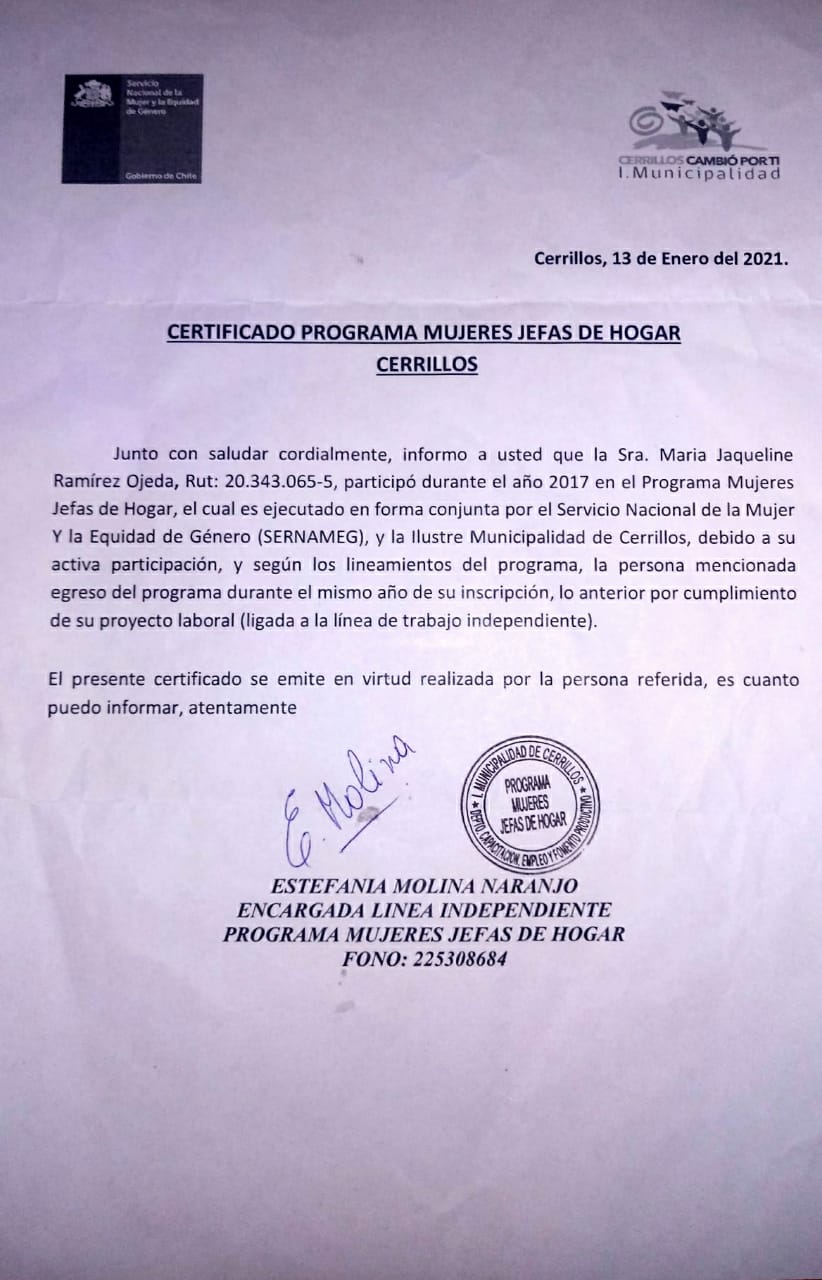 Servicio
Nacional de la
Mujer y la Equidad
de Género
Gobierno de Chile
CERRILLOS CAMBIÓ POR TI
I.Municipalidad
Cerrillos, 13 de Enero del 2021.
CERTIFICADO PROGRAMA MUJERES JEFAS DE HOGAR
CERRILLOS
Junto con saludar cordialmente, informo a usted que la Sra. Maria Jaqueline
Ramírez Ojeda, Rut: 20.343.065-5, participó durante el año 2017 en el Programa Mujeres
Jefas de Hogar, el cual es ejecutado en forma conjunta por el Servicio Nacional de la Mujer
Y la Equidad de Género (SERNAMEG), y la Ilustre Municipalidad de Cerrillos, debido a su
activa participación, y según los lineamientos del programa, la persona mencionada
egreso del programa durante el mismo año de su inscripción, lo anterior por cumplimiento
de su proyecto laboral (ligada a la línea de trabajo independiente).
El presente certificado se emite en virtud realizada por la persona referida, es cuanto
puedo informar, atentamente
E. Molina
I. MUNICIPALIDAD DE CERRILLOS
PROGRAMA
MUJERES
JEFAS DE HOGAR
DEPTO. CAPACITACION, EMPLEO Y FOMENTO PRODUCTIVO
ESTEFANIA MOLINA NARANJO
ENCARGADA LINEA INDEPENDIENTE
PROGRAMA MUJERES JEFAS DE HOGAR
FONO: 225308684